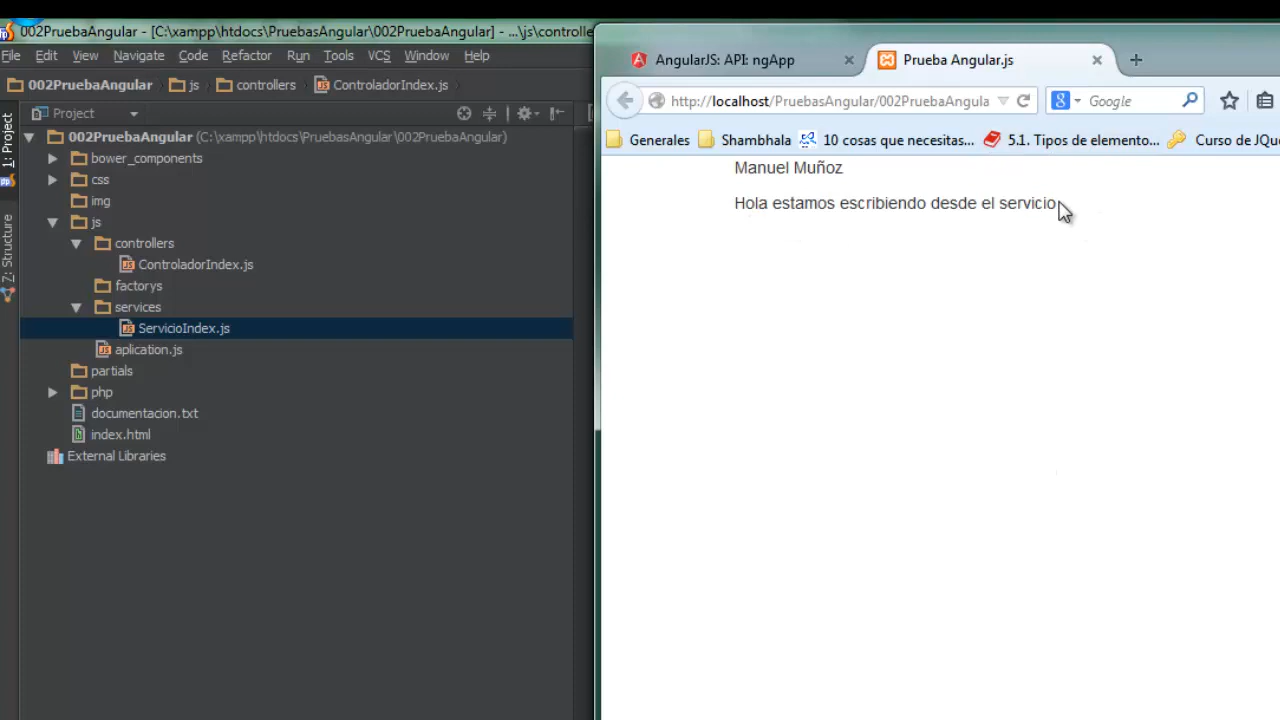 002PruebaAngular - [C:\xampp\htdocs\PruebasAngular\002PruebaAngular] - ...\js\controle
File Edit View Navigate Code Refactor Run Tools VCS Window Help
002PruebaAngular js controllers ControladorIndex.js
Project
1: Project
7: Structure
002PruebaAngular (C:\xampp\htdocs\PruebasAngular\002PruebaAngular)
bower_components
css
img
js
controllers
ControladorIndex.js
factorys
services
ServicioIndex.js
aplication.js
partials
php
documentacion.txt
index.html
External Libraries
AngularJS: API: ngApp
Prueba Angular.js
http://localhost/PruebasAngular/002PruebaAngula
Google
Generales Shambhala 10 cosas que necesitas... 5.1. Tipos de elemento... Curso de JQue
Manuel Muñoz
Hola estamos escribiendo desde el servicio